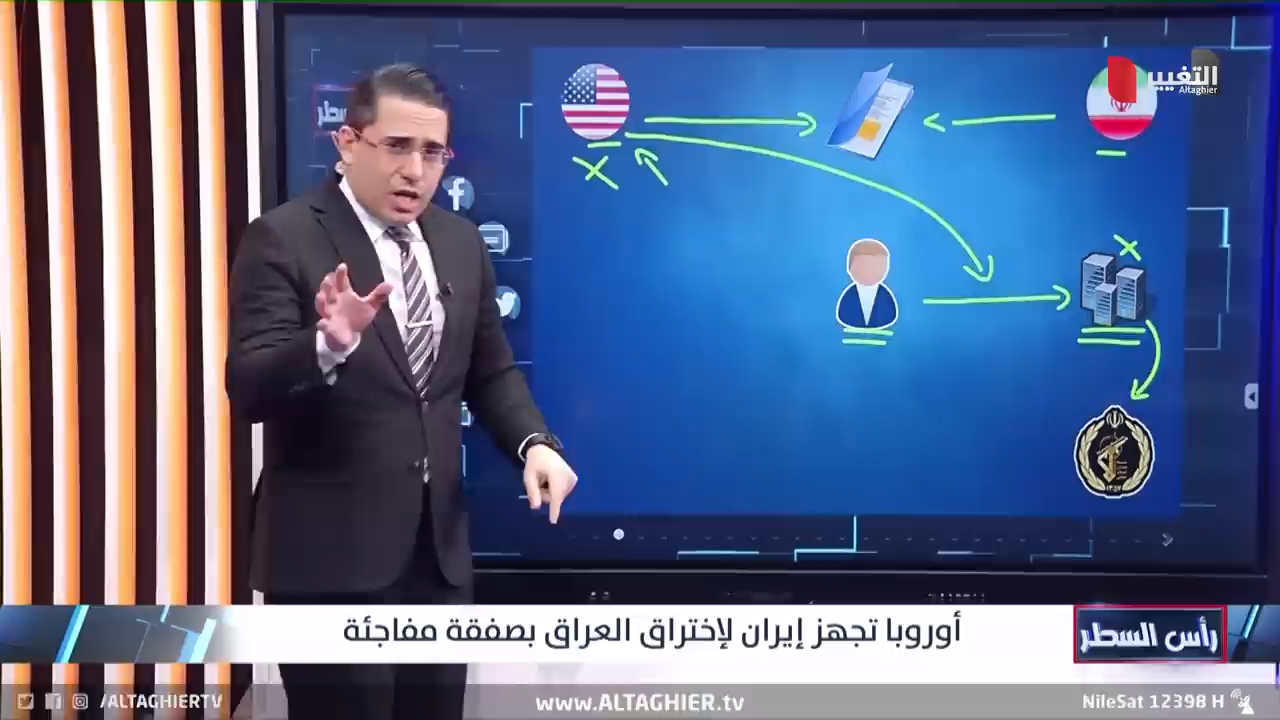 التغيير
Altaghier
أوروبا تجهز إيران لإختراق العراق بصفقة مفاجئة
رأس السطر
/ALTAGHIERTV
www.ALTAGHIER.tv
NileSat 12398 H